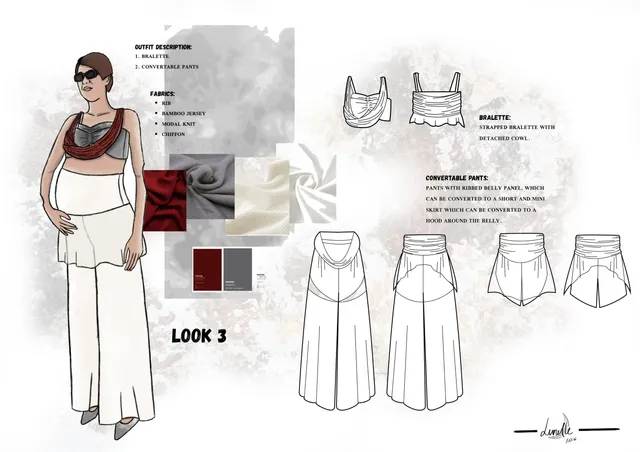 OUTFIT DESCRIPTION:
1. BRALETTE
2. CONVERTABLE PANTS
FABRICS:
• RIB
• BAMBOO JERSEY
• MODAL KNIT
• CHIFFON
BRALETTE:
STRAPPED BRALETTE WITH
DETACHED COWL.
CONVERTABLE PANTS:
PANTS WITH RIBBED BELLY PANEL, WHICH
CAN BE CONVERTED TO A SHORT AND MINI
SKIRT WHICH CAN BE CONVERTED TO A
HOOD AROUND THE BELLY.
LOOK 3